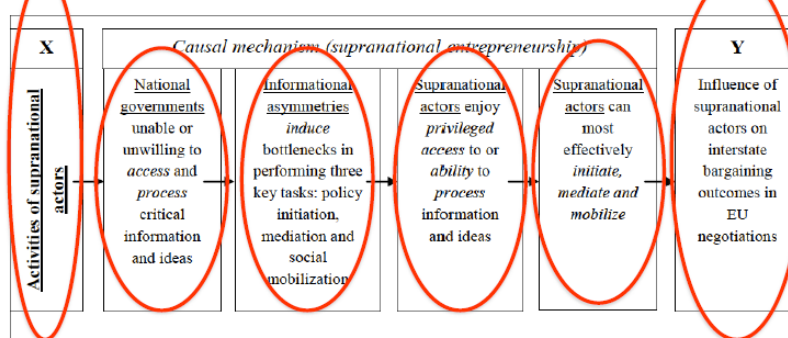 X
Causal mechanism (supranational entrepreneurship)
Y
Activities of supranational
actors
National
governments
unable or
unwilling to
access and
process
critical
information
and ideas
Informational
asymmetries
induce
bottlenecks in
performing three
key tasks: policy
initiation,
mediation and
social
mobilization
Supranational
actors enjoy
privileged
access to or
ability to
process
information
and ideas
Supranational
actors can
most
effectively
initiate,
mediate and
mobilize
Influence of
supranational
actors on
interstate
bargaining
outcomes in
EU
negotiations